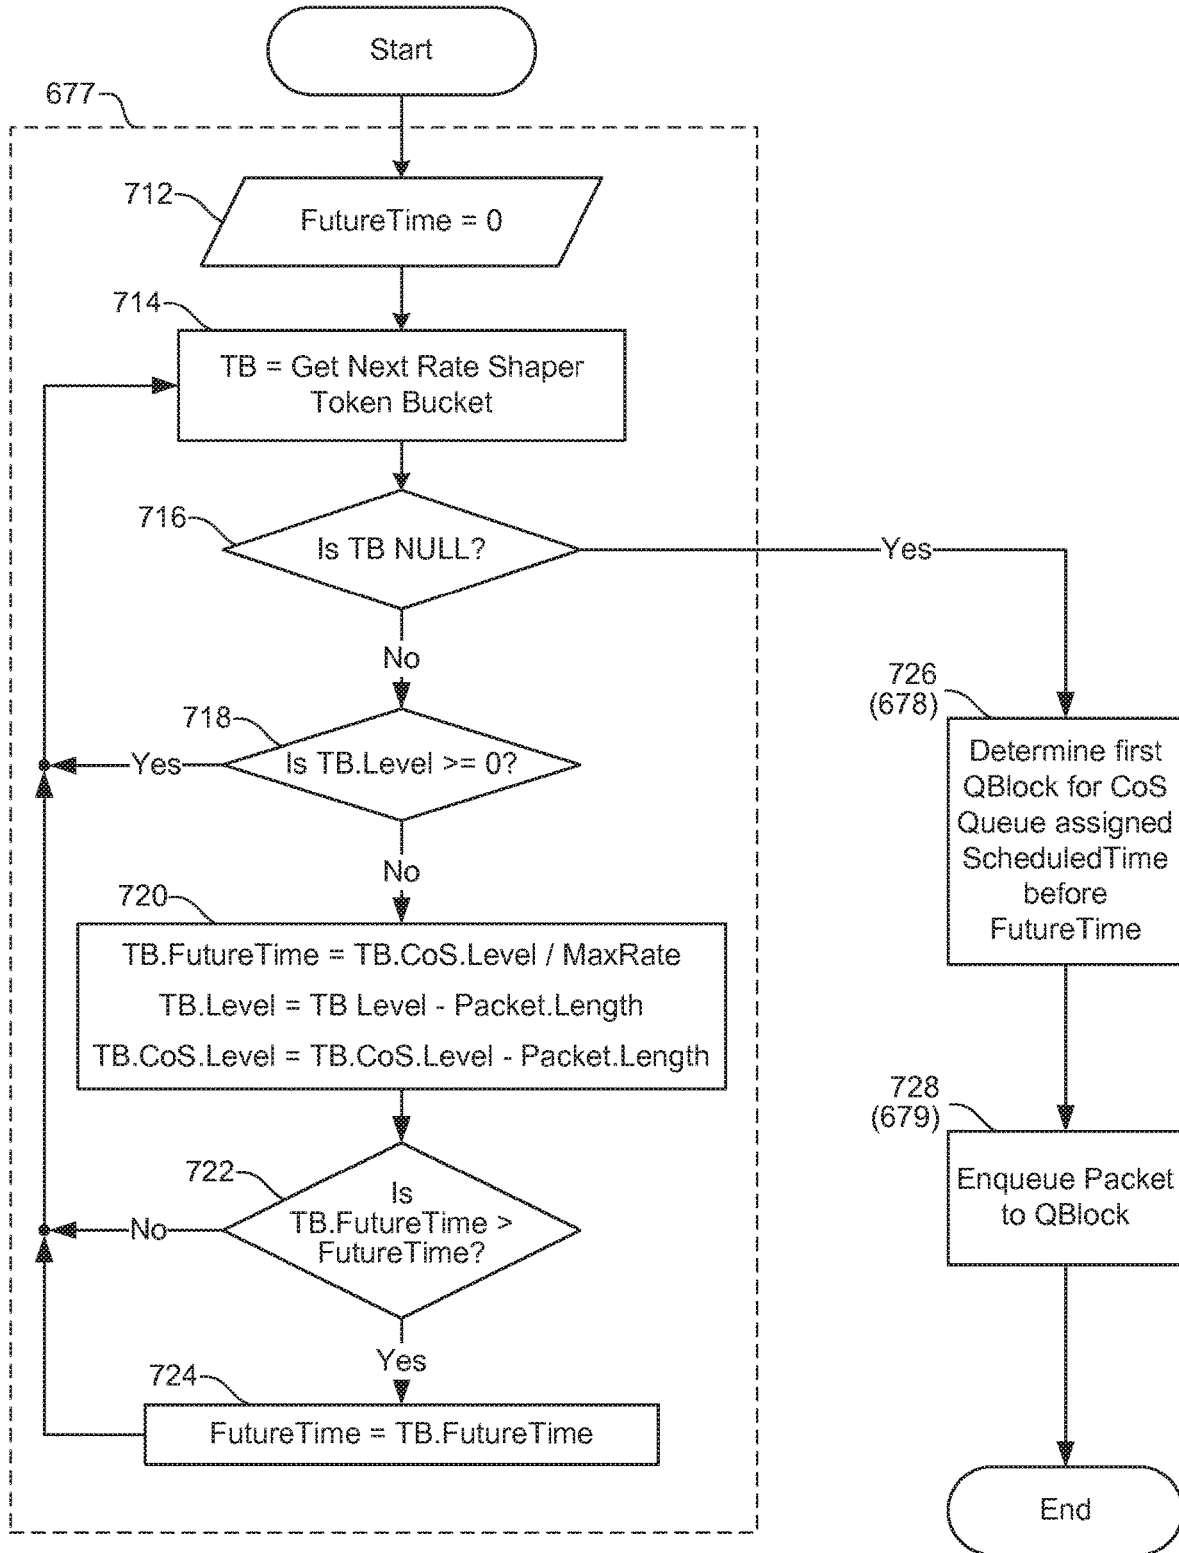 Start
677
712
FutureTime = 0
714
TB = Get Next Rate Shaper
Token Bucket
716
Is TB NULL?
Yes
No
718
Is TB.Level >= 0?
Yes
No
720
TB.FutureTime = TB.CoS.Level / MaxRate
TB.Level = TB Level - Packet.Length
TB.CoS.Level = TB.CoS.Level - Packet.Length
722
Is
TB.FutureTime >
FutureTime?
No
Yes
724
FutureTime = TB.FutureTime
726
(678)
Determine first
QBlock for CoS
Queue assigned
ScheduledTime
before
FutureTime
728
(679)
Enqueue Packet
to QBlock
End